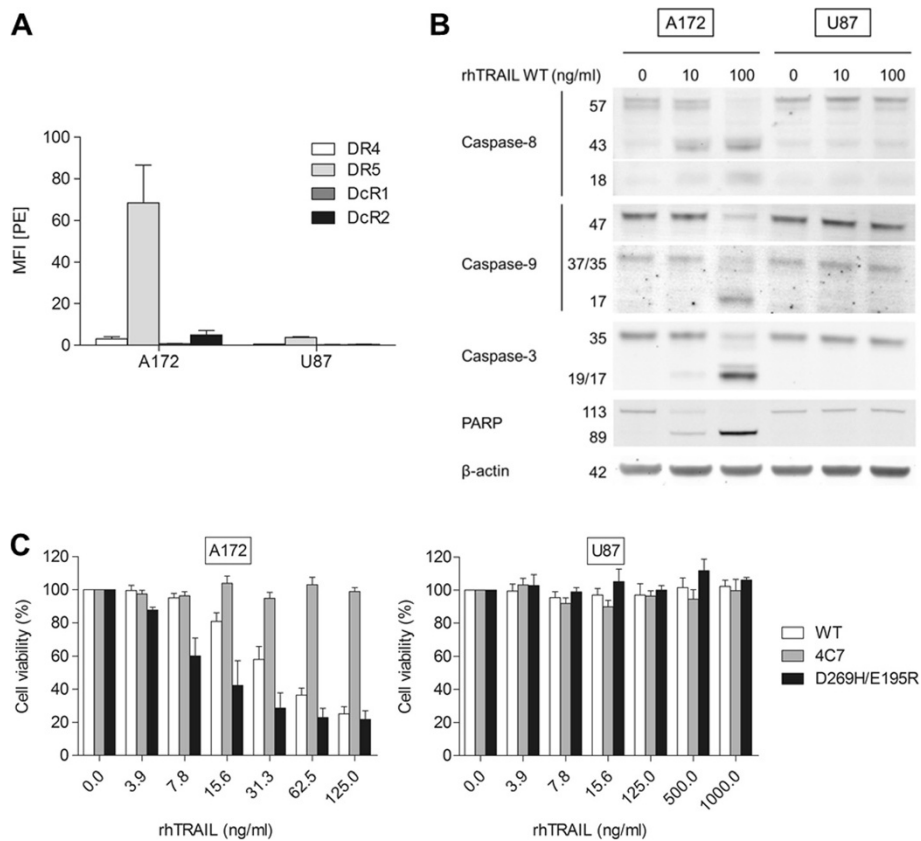 A
MFI [PE]
100
80
60
40
20
0
A172
U87
DR4
DR5
DcR1
DcR2
B
A172
U87
rhTRAIL WT (ng/ml)
0 10 100 0 10 100
Caspase-8
57
43
18
Caspase-9
47
37/35
17
Caspase-3
35
19/17
PARP
113
89
β-actin
42
C
A172
Cell viability (%)
120
100
80
60
40
20
0
0.0 3.9 7.8 15.6 31.3 62.5 125.0
rhTRAIL (ng/ml)
U87
Cell viability (%)
120
100
80
60
40
20
0
0.0 3.9 7.8 15.6 125.0 500.0 1000.0
rhTRAIL (ng/ml)
WT
4C7
D269H/E195R